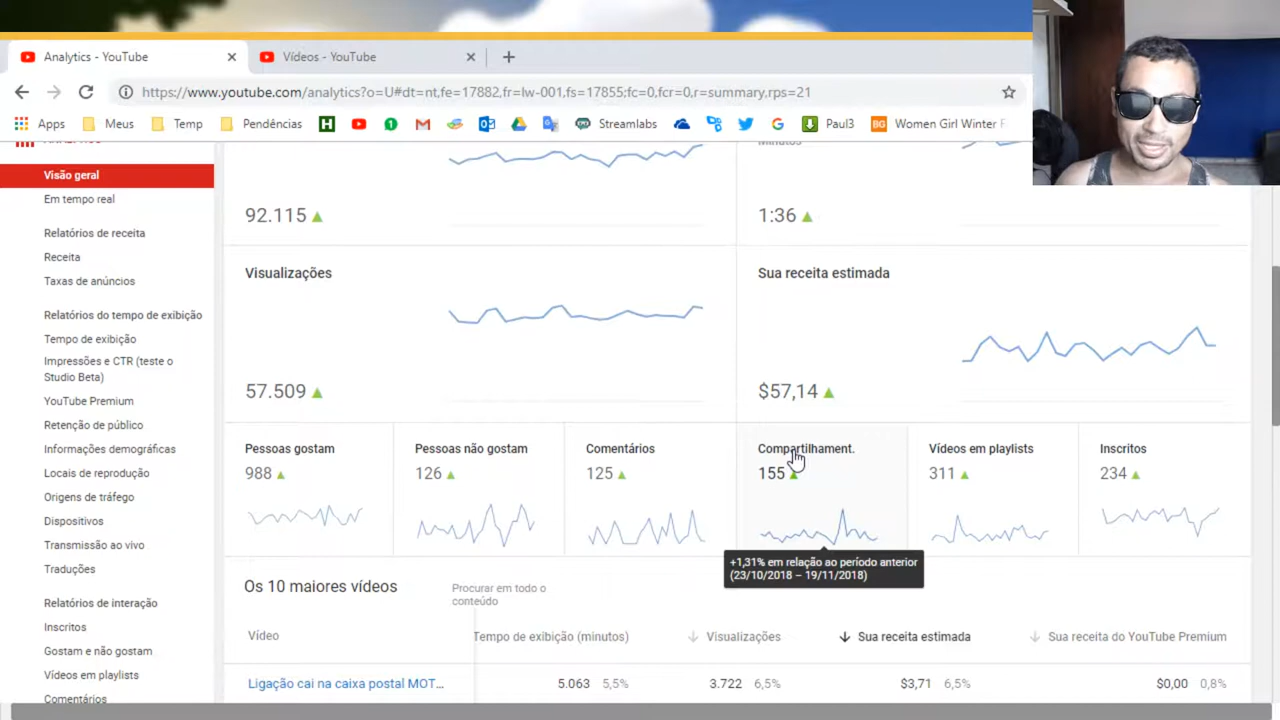 Analytics - YouTube
Vídeos - YouTube
https://www.youtube.com/analytics?o=U#dt=nt,fe=17882,fr=lw-001,fs=17855;fc=0,fcr=0,r=summary,rps=21
Apps Meus Temp Pendências Streamlabs Paul3 Women Girl Winter
Visão geral
Em tempo real
Relatórios de receita
Receita
Taxas de anúncios
Relatórios do tempo de exibição
Tempo de exibição
Impressões e CTR (teste o
Studio Beta)
YouTube Premium
Retenção de público
Informações demográficas
Locais de reprodução
Origens de tráfego
Dispositivos
Transmissão ao vivo
Traduções
Relatórios de interação
Inscritos
Gostam e não gostam
Vídeos em playlists
Comentários
Minutos
92.115
1:36
Visualizações
57.509
Sua receita estimada
$57,14
Pessoas gostam
988
Pessoas não gostam
126
Comentários
125
Compartilhament.
155
Vídeos em playlists
311
Inscritos
234
+1,31% em relação ao período anterior
(23/10/2018 – 19/11/2018)
Os 10 maiores vídeos
Procurar em todo o
conteúdo
Vídeo Tempo de exibição (minutos) Visualizações Sua receita estimada Sua receita do YouTube Premium
Ligação cai na caixa postal MOT... 5.063 5,5% 3.722 6,5% $3,71 6,5% $0,00 0,8%